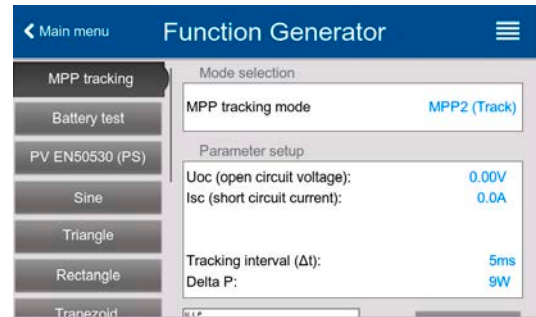 Main menu
Function Generator
MPP tracking
Battery test
PV EN50530 (PS)
Sine
Triangle
Rectangle
Trapezoid
Mode selection
MPP tracking mode MPP2 (Track)
Parameter setup
Uoc (open circuit voltage): 0.00V
Isc (short circuit current): 0.0A
Tracking interval (Δt): 5ms
Delta P: 9W